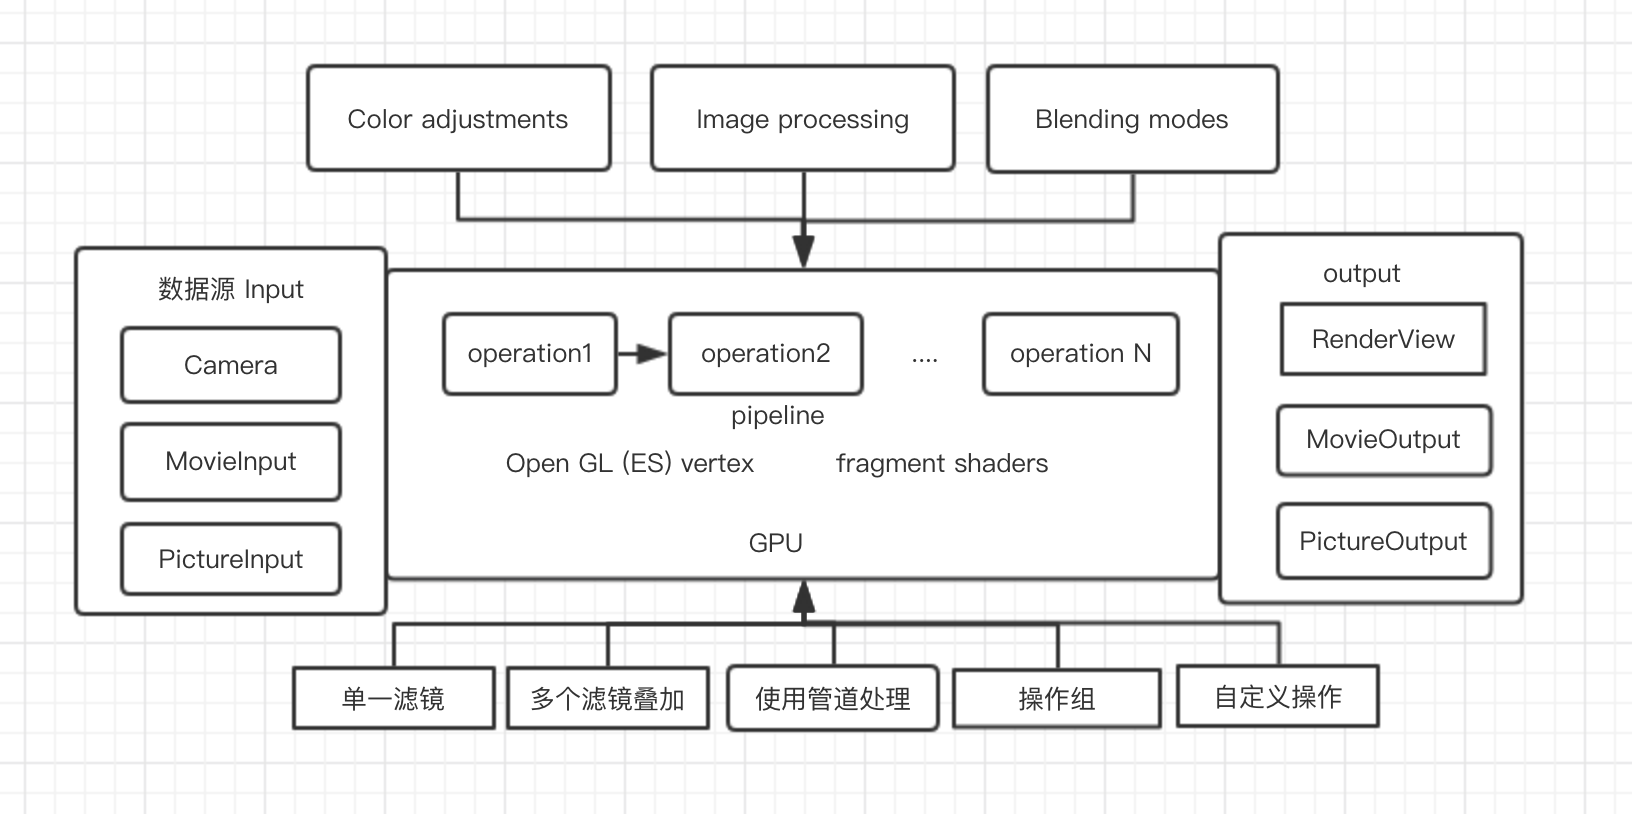 Color adjustments
Image processing
Blending modes
数据源 Input
Camera
MovieInput
PictureInput
operation1
operation2
....
operation N
pipeline
Open GL (ES) vertex
fragment shaders
GPU
output
RenderView
MovieOutput
PictureOutput
单一滤镜
多个滤镜叠加
使用管道处理
操作组
自定义操作